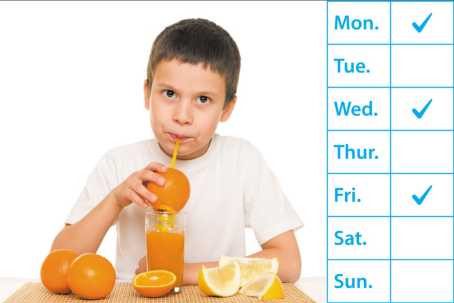 Mon. ✓
Tue.
Wed. ✓
Thur.
Fri. ✓
Sat.
Sun.